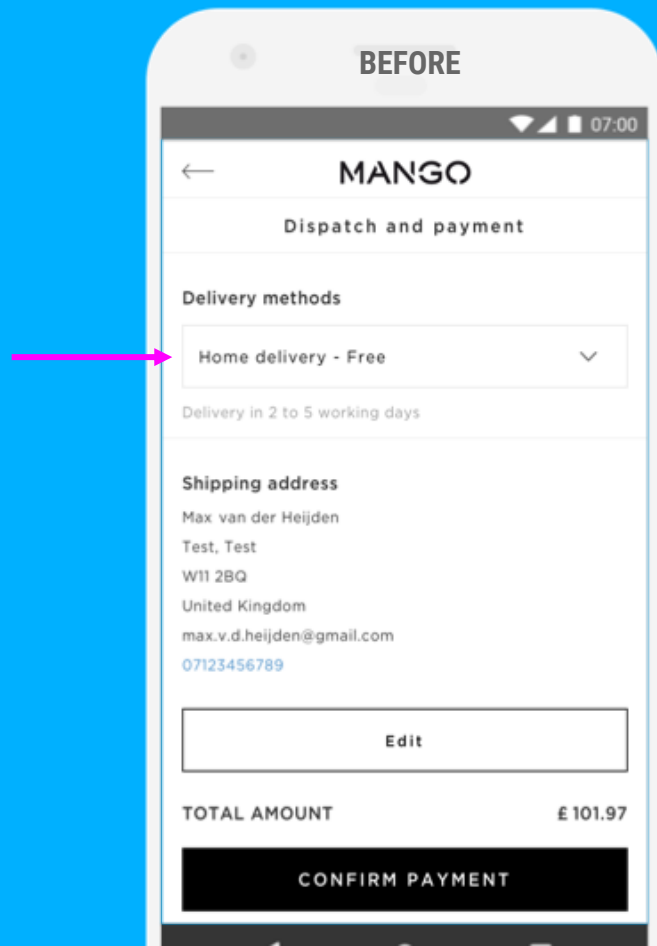 BEFORE
07:00
MANGO
Dispatch and payment
Delivery methods
Home delivery - Free
Delivery in 2 to 5 working days
Shipping address
Max van der Heijden
Test, Test
W11 2BQ
United Kingdom
max.v.d.heijden@gmail.com
07123456789
Edit
TOTAL AMOUNT £ 101.97
CONFIRM PAYMENT